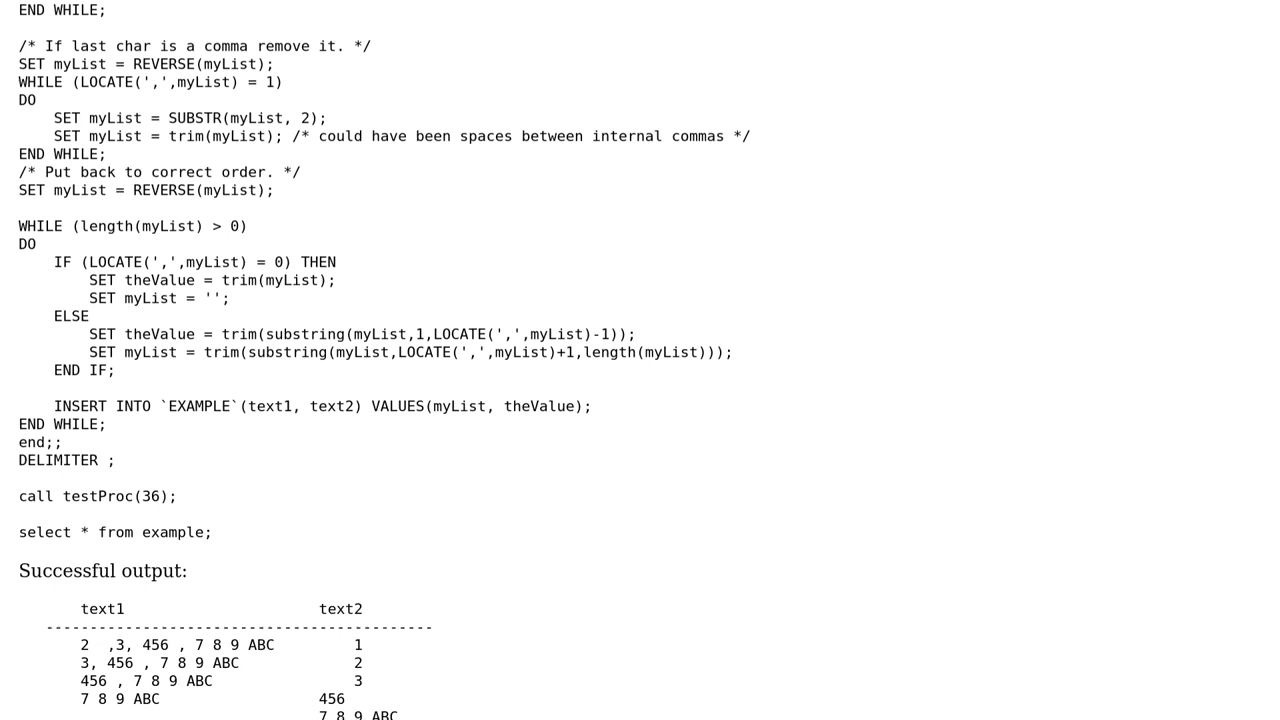 END WHILE;
/* If last char is a comma remove it. */
SET myList = REVERSE(myList);
WHILE (LOCATE(',',myList) = 1)
DO
    SET myList = SUBSTR(myList, 2);
    SET myList = trim(myList); /* could have been spaces between internal commas */
END WHILE;
/* Put back to correct order. */
SET myList = REVERSE(myList);
WHILE (length(myList) > 0)
DO
    IF (LOCATE(',',myList) = 0) THEN
        SET theValue = trim(myList);
        SET myList = '';
    ELSE
        SET theValue = trim(substring(myList,1,LOCATE(',',myList)-1));
        SET myList = trim(substring(myList,LOCATE(',',myList)+1,length(myList)));
    END IF;
    INSERT INTO `EXAMPLE`(text1, text2) VALUES(myList, theValue);
END WHILE;
end;;
DELIMITER ;
call testProc(36);
select * from example;
Successful output:
       text1                      text2
   --------------------------------------------
       2  ,3, 456 , 7 8 9 ABC         1
       3, 456 , 7 8 9 ABC             2
       456 , 7 8 9 ABC                3
       7 8 9 ABC                  456
                                  7 8 9 ABC